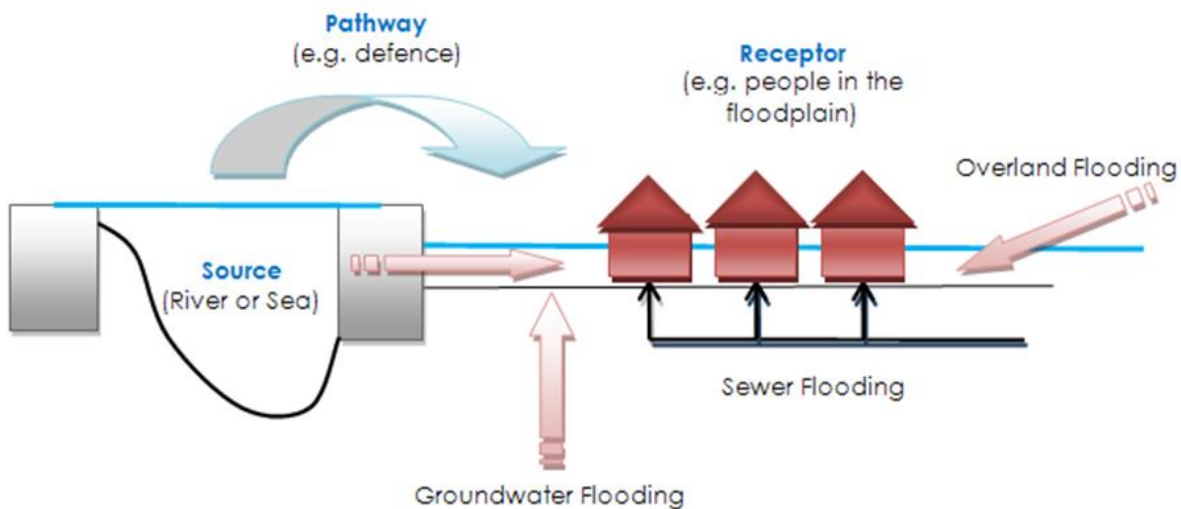 Pathway
(e.g. defence)
Receptor
(e.g. people in the
floodplain)
Overland Flooding
Source
(River or Sea)
Sewer Flooding
Groundwater Flooding